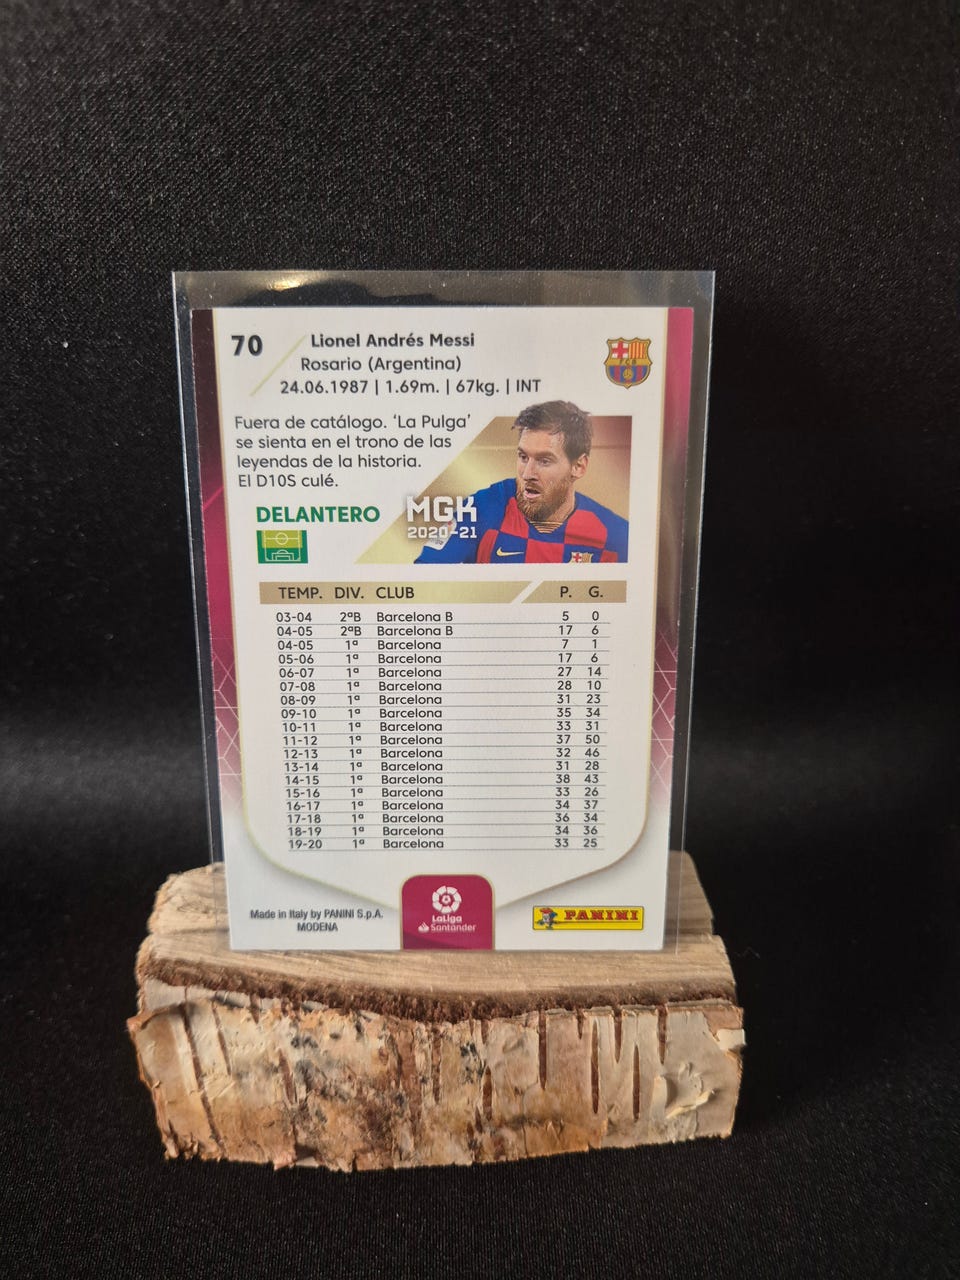 70
Lionel Andrés Messi
Rosario (Argentina)
24.06.1987 | 1.69m. | 67kg. | INT
FCB
Fuera de catálogo. 'La Pulga'
se sienta en el trono de las
leyendas de la historia.
El D10S culé.
DELANTERO
MGK
2020-21
TEMP. DIV. CLUB P. G.
03-04 2ªB Barcelona B 5 0
04-05 2ªB Barcelona B 17 6
04-05 1ª Barcelona 7 1
05-06 1ª Barcelona 17 6
06-07 1ª Barcelona 27 14
07-08 1ª Barcelona 28 10
08-09 1ª Barcelona 31 23
09-10 1ª Barcelona 35 34
10-11 1ª Barcelona 33 31
11-12 1ª Barcelona 37 50
12-13 1ª Barcelona 32 46
13-14 1ª Barcelona 31 28
14-15 1ª Barcelona 38 43
15-16 1ª Barcelona 33 26
16-17 1ª Barcelona 34 37
17-18 1ª Barcelona 36 34
18-19 1ª Barcelona 34 36
19-20 1ª Barcelona 33 25
Made in Italy by PANINI S.p.A.
MODENA
LaLiga
Santander
PANINI